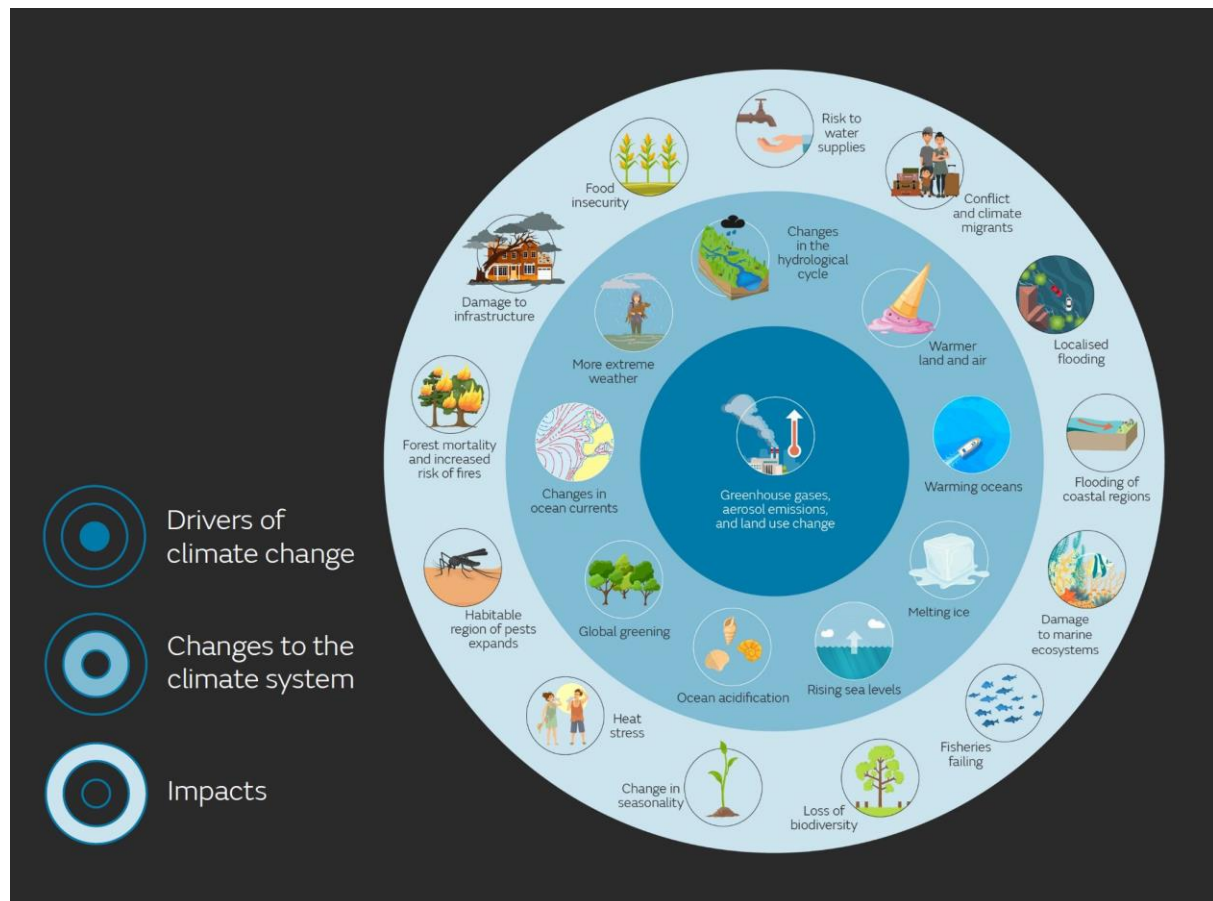 Risk to
water
supplies
Food
insecurity
Conflict
and climate
migrants
Changes
in the
hydrological
cycle
Damage to
infrastructure
More extreme
weather
Warmer
land and air
Localised
flooding
Forest mortality
and increased
risk of fires
Changes in
ocean currents
Greenhouse gases,
aerosol emissions,
and land use change
Warming oceans
Flooding of
coastal regions
Drivers of
climate change
Habitable
region of pests
expands
Global greening
Melting ice
Damage
to marine
ecosystems
Changes to the
climate system
Ocean acidification
Rising sea levels
Heat
stress
Fisheries
failing
Impacts
Change in
seasonality
Loss of
biodiversity